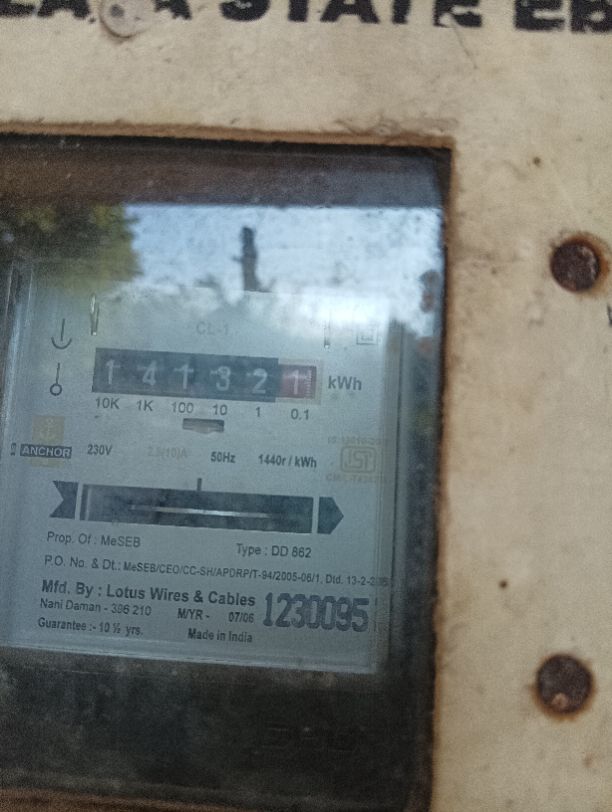 STATE
CL-1
1 4 1 3 2 1 kWh
10K 1K 100 10 1 0.1
ANCHOR 230V 2.5(10)A 50Hz 1440r / kWh
Prop. Of : MeSEB Type : DD 862
P.O. No. & Dt.: MeSEB/CEO/CC-SH/APDRP/T-94/2005-06/1, Dtd. 13-2-
Mfd. By : Lotus Wires & Cables
Nani Daman - 396 210 M/YR - 07/06 1230095
Guarantee :- 10 ½ yrs. Made in India